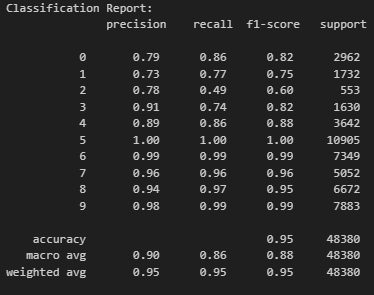 Classification Report:
precision recall f1-score support
0 0.79 0.86 0.82 2962
1 0.73 0.77 0.75 1732
2 0.78 0.49 0.60 553
3 0.91 0.74 0.82 1630
4 0.89 0.86 0.88 3642
5 1.00 1.00 1.00 10905
6 0.99 0.99 0.99 7349
7 0.96 0.96 0.96 5052
8 0.94 0.97 0.95 6672
9 0.98 0.99 0.99 7883
accuracy 0.95 48380
macro avg 0.90 0.86 0.88 48380
weighted avg 0.95 0.95 0.95 48380